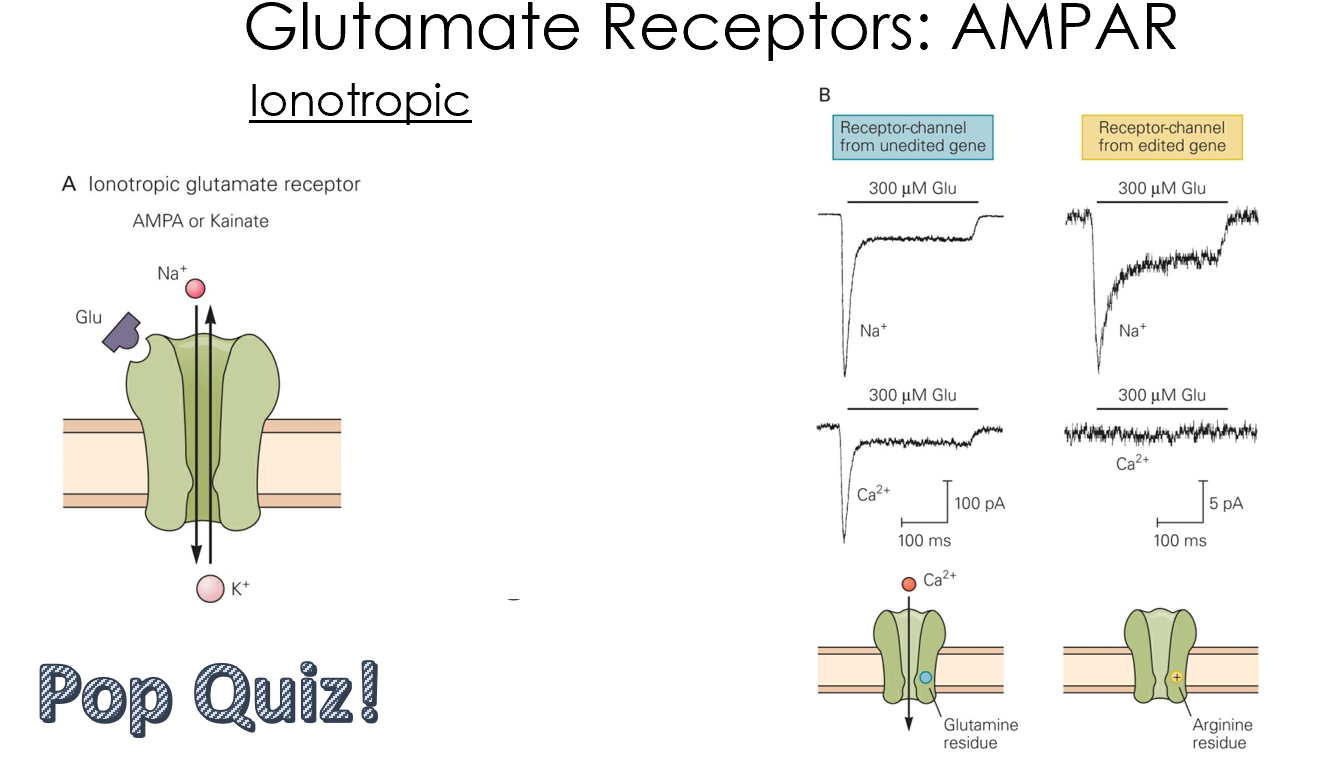 Glutamate Receptors: AMPAR
Ionotropic
A Ionotropic glutamate receptor
AMPA or Kainate
Na⁺
Glu
K⁺
Pop Quiz!
B
Receptor-channel
from unedited gene
Receptor-channel
from edited gene
300 μM Glu
300 μM Glu
Na⁺
Na⁺
300 μM Glu
300 μM Glu
Ca²⁺
Ca²⁺
100 pA
100 ms
5 pA
100 ms
Ca²⁺
Glutamine
residue
+
Arginine
residue